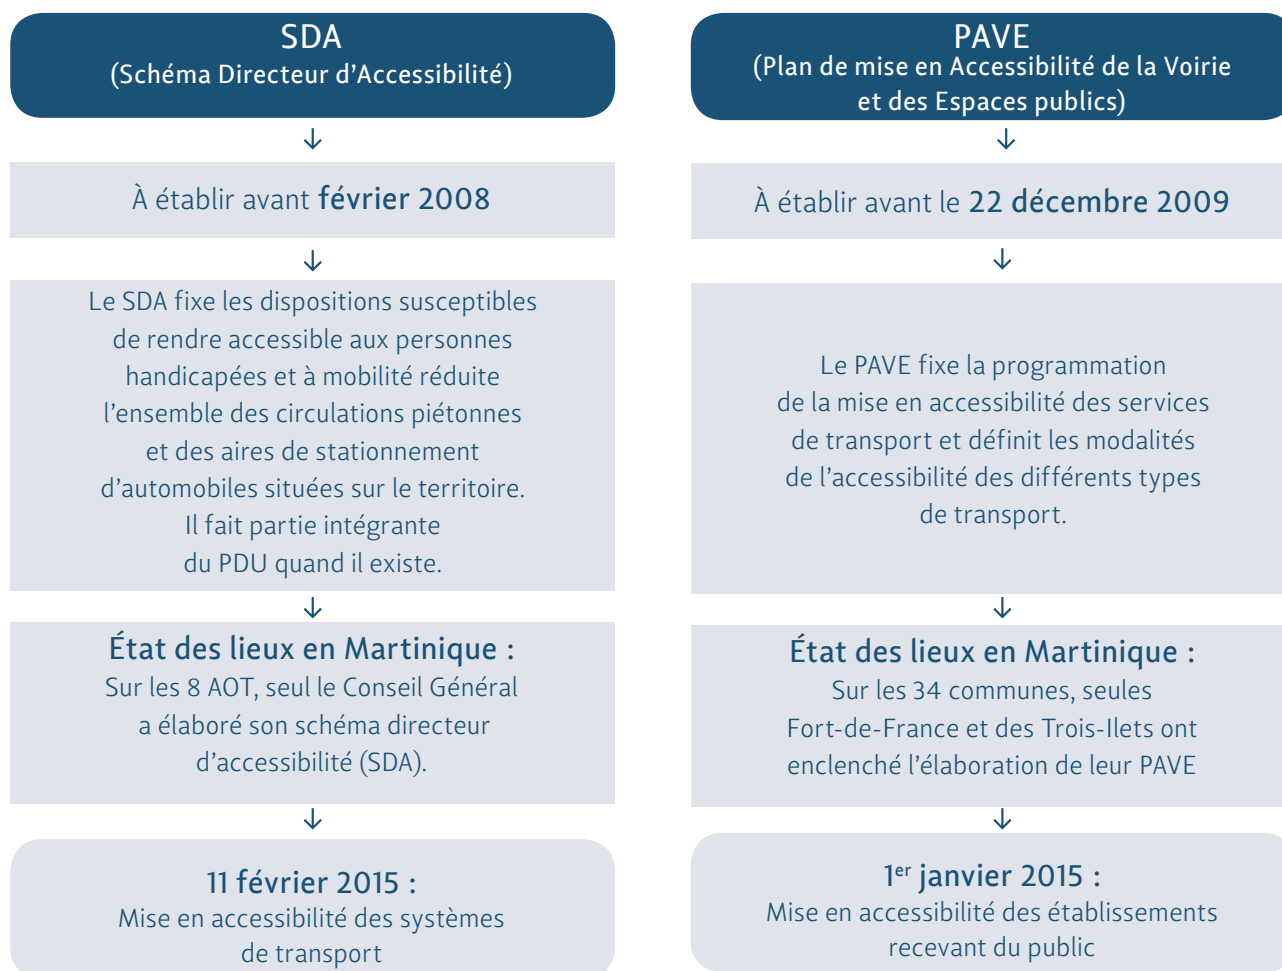 SDA
(Schéma Directeur d’Accessibilité)
À établir avant février 2008
Le SDA fixe les dispositions susceptibles
de rendre accessible aux personnes
handicapées et à mobilité réduite
l’ensemble des circulations piétonnes
et des aires de stationnement
d’automobiles situées sur le territoire.
Il fait partie intégrante
du PDU quand il existe.
État des lieux en Martinique :
Sur les 8 AOT, seul le Conseil Général
a élaboré son schéma directeur
d’accessibilité (SDA).
11 février 2015 :
Mise en accessibilité des systèmes
de transport
PAVE
(Plan de mise en Accessibilité de la Voirie
et des Espaces publics)
À établir avant le 22 décembre 2009
Le PAVE fixe la programmation
de la mise en accessibilité des services
de transport et définit les modalités
de l’accessibilité des différents types
de transport.
État des lieux en Martinique :
Sur les 34 communes, seules
Fort-de-France et des Trois-Ilets ont
enclenché l’élaboration de leur PAVE
1er janvier 2015 :
Mise en accessibilité des établissements
recevant du public